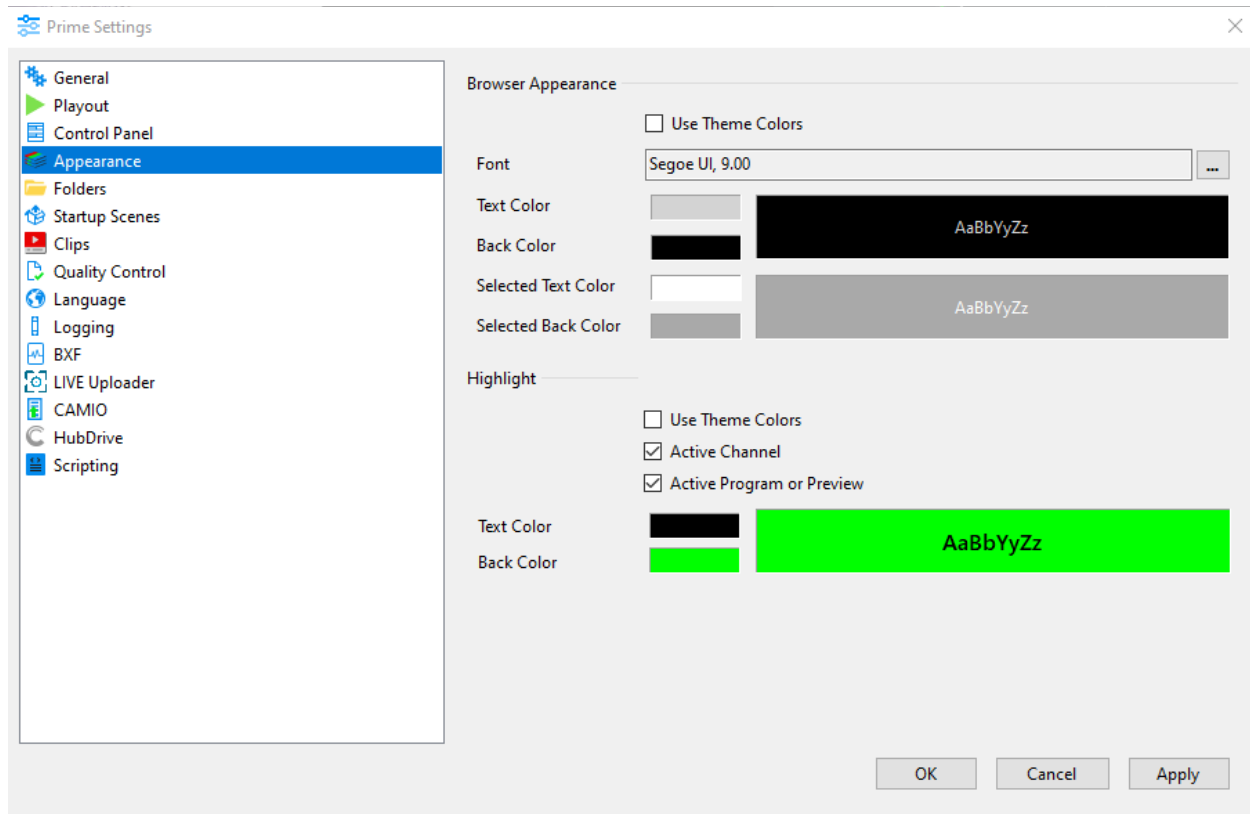 Prime Settings
General
Playout
Control Panel
Appearance
Folders
Startup Scenes
Clips
Quality Control
Language
Logging
BXF
LIVE Uploader
CAMIO
HubDrive
Scripting
Browser Appearance
Use Theme Colors
Font Segoe UI, 9.00 ...
Text Color
AaBbYyZz
Back Color
Selected Text Color
AaBbYyZz
Selected Back Color
Highlight
Use Theme Colors
Active Channel
Active Program or Preview
Text Color
AaBbYyZz
Back Color
OK Cancel Apply